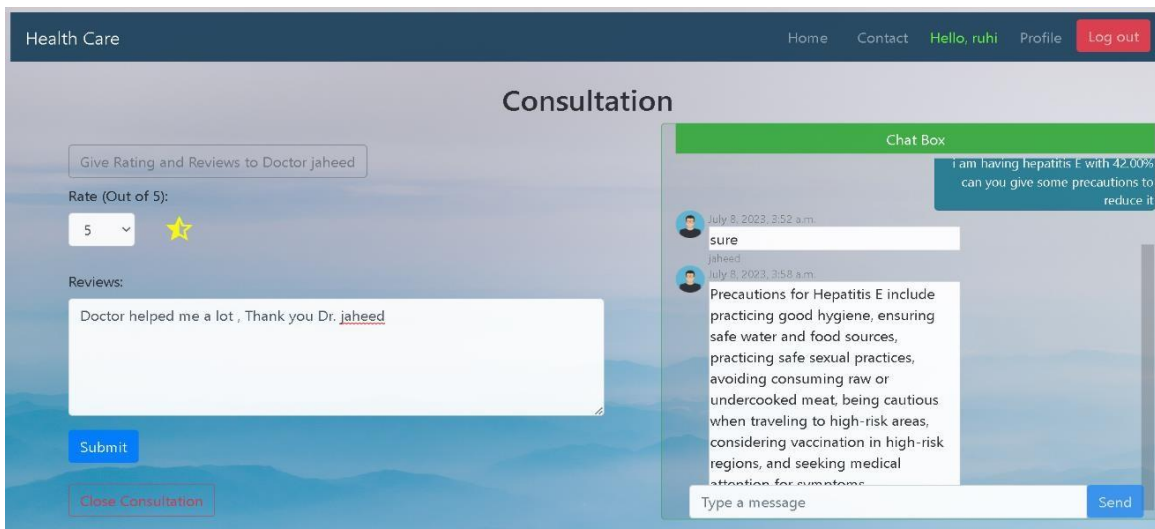 Health Care
Home Contact Hello, ruhi Profile Log out
Consultation
Give Rating and Reviews to Doctor jaheed
Rate (Out of 5):
5
Reviews:
Doctor helped me a lot , Thank you Dr. jaheed
Submit
Close Consultation
Chat Box
i am having hepatitis E with 42.00%
can you give some precautions to
reduce it
July 8, 2023, 3:52 a.m.
sure
jaheed
July 8, 2023, 3:58 a.m.
Precautions for Hepatitis E include
practicing good hygiene, ensuring
safe water and food sources,
practicing safe sexual practices,
avoiding consuming raw or
undercooked meat, being cautious
when traveling to high-risk areas,
considering vaccination in high-risk
regions, and seeking medical
attention for symptoms
Type a message
Send